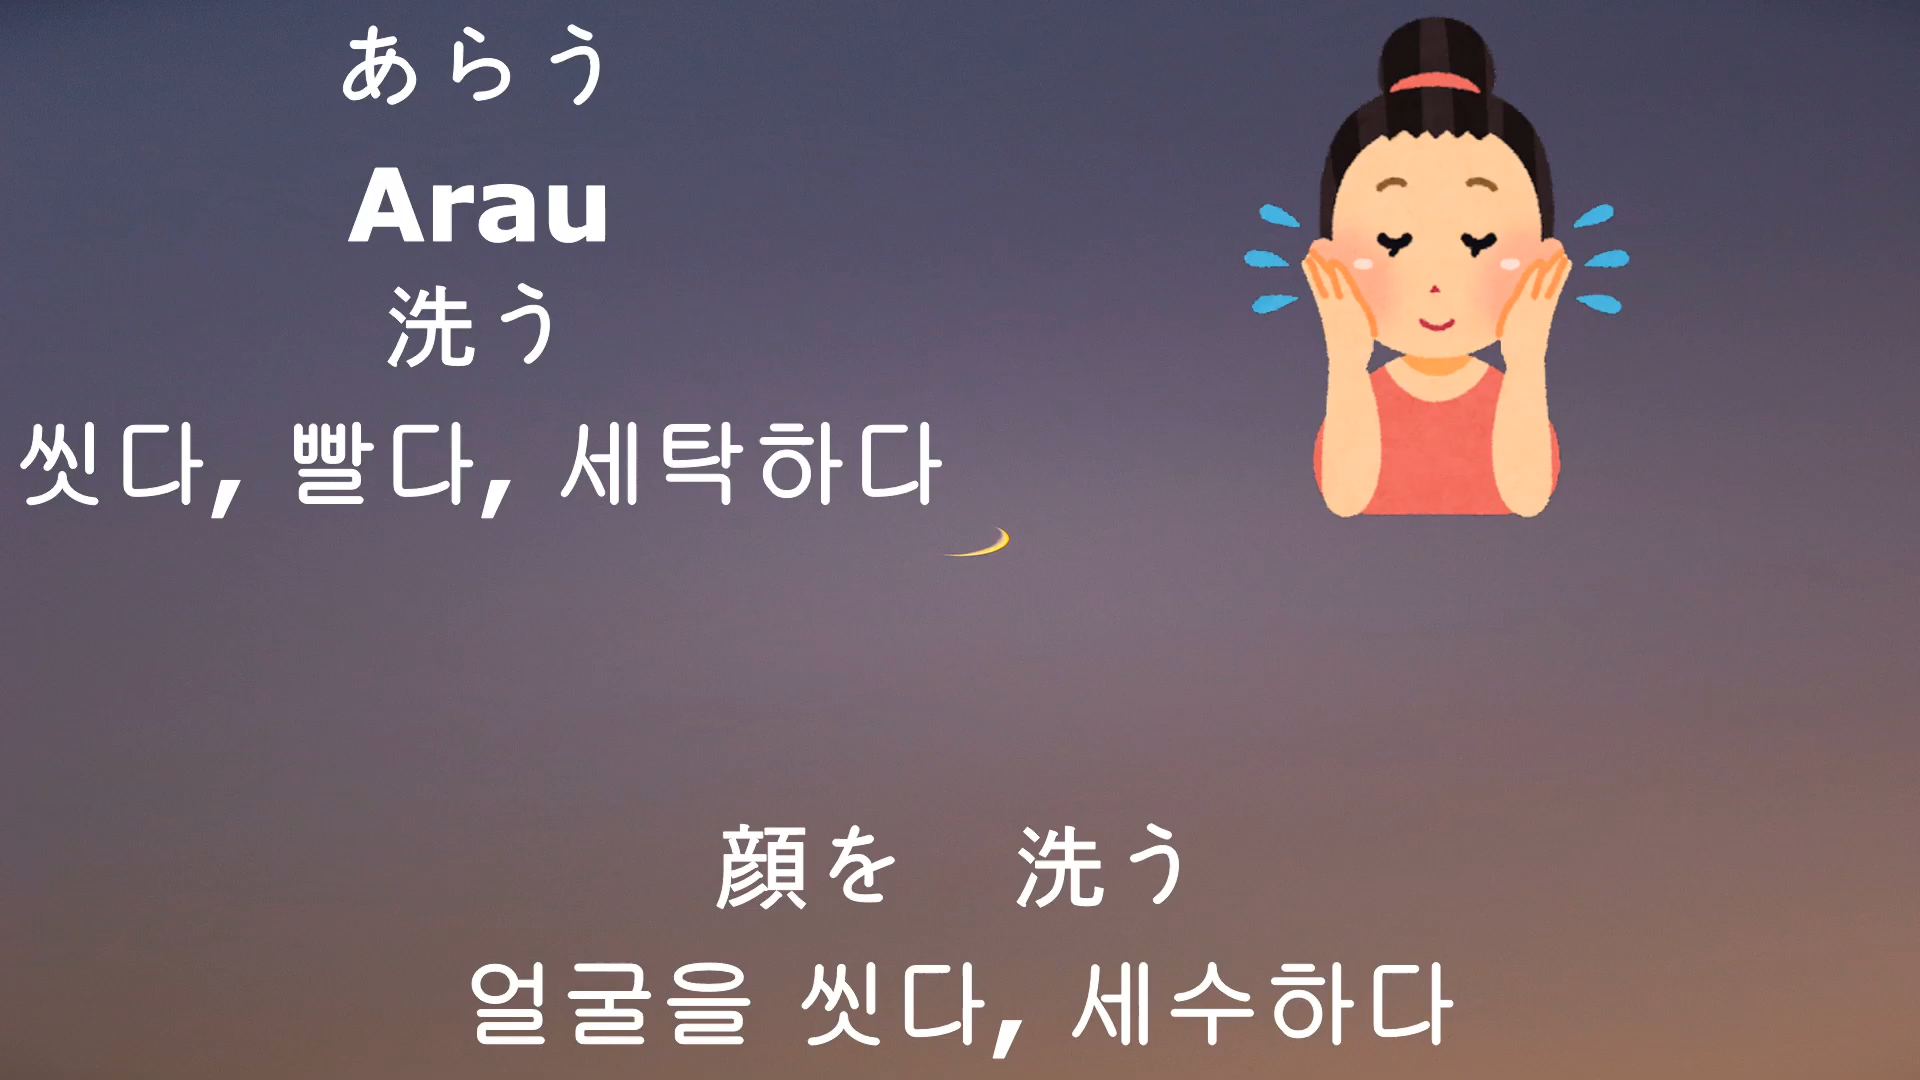 あらう
Arau
洗う
씻다, 빨다, 세탁하다
顔を　洗う
얼굴을 씻다, 세수하다